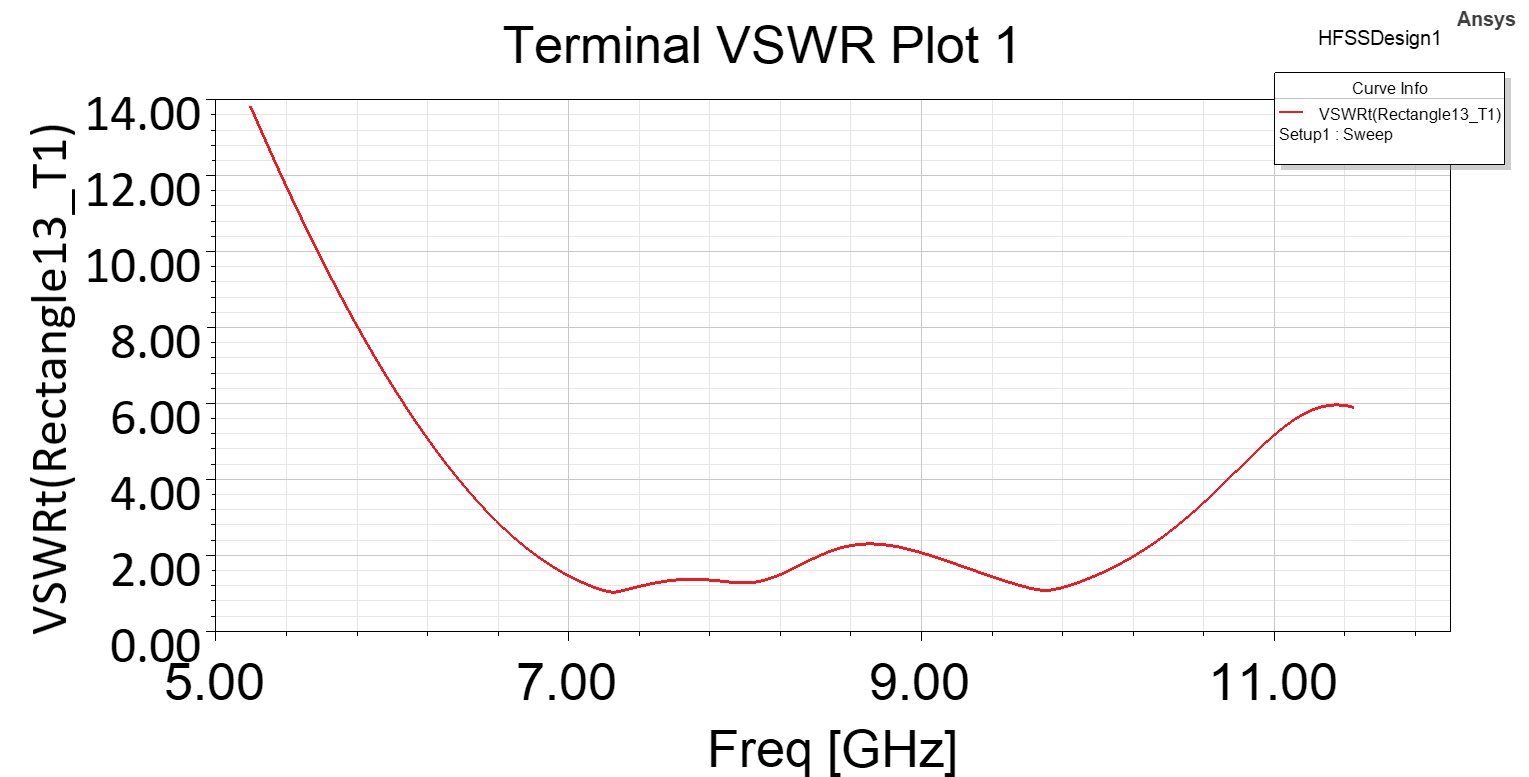 Ansys
Terminal VSWR Plot 1
HFSSDesign1
Curve Info
VSWRt(Rectangle13_T1)
Setup1 : Sweep
VSWRt(Rectangle13_T1)
14.00
12.00
10.00
8.00
6.00
4.00
2.00
0.00
5.00 7.00 9.00 11.00
Freq [GHz]